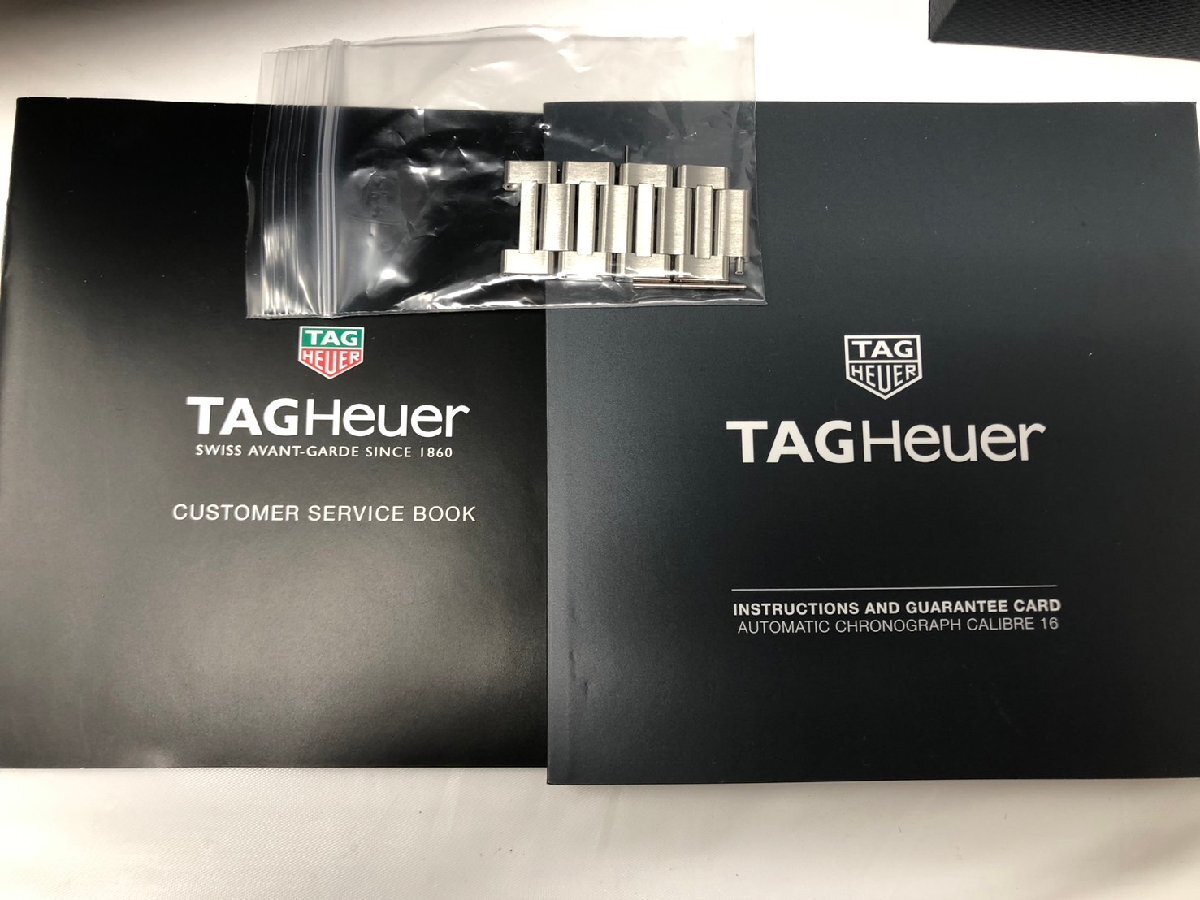 TAG
HEUER
TAGHeuer
SWISS AVANT-GARDE SINCE 1860
CUSTOMER SERVICE BOOK
TAG
HEUER
TAGHeuer
INSTRUCTIONS AND GUARANTEE CARD
AUTOMATIC CHRONOGRAPH CALIBRE 16